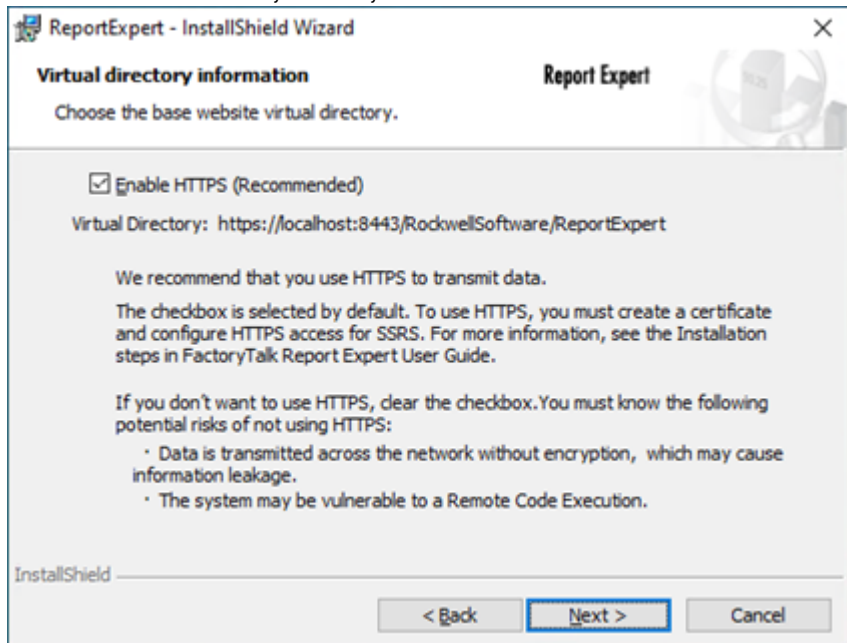 ReportExpert - InstallShield Wizard
Virtual directory information
Report Expert
Choose the base website virtual directory.
Enable HTTPS (Recommended)
Virtual Directory: https://localhost:8443/RockwellSoftware/ReportExpert
We recommend that you use HTTPS to transmit data.
The checkbox is selected by default. To use HTTPS, you must create a certificate
and configure HTTPS access for SSRS. For more information, see the Installation
steps in FactoryTalk Report Expert User Guide.
If you don't want to use HTTPS, clear the checkbox.You must know the following
potential risks of not using HTTPS:
· Data is transmitted across the network without encryption, which may cause
information leakage.
· The system may be vulnerable to a Remote Code Execution.
InstallShield
< Back
Next >
Cancel